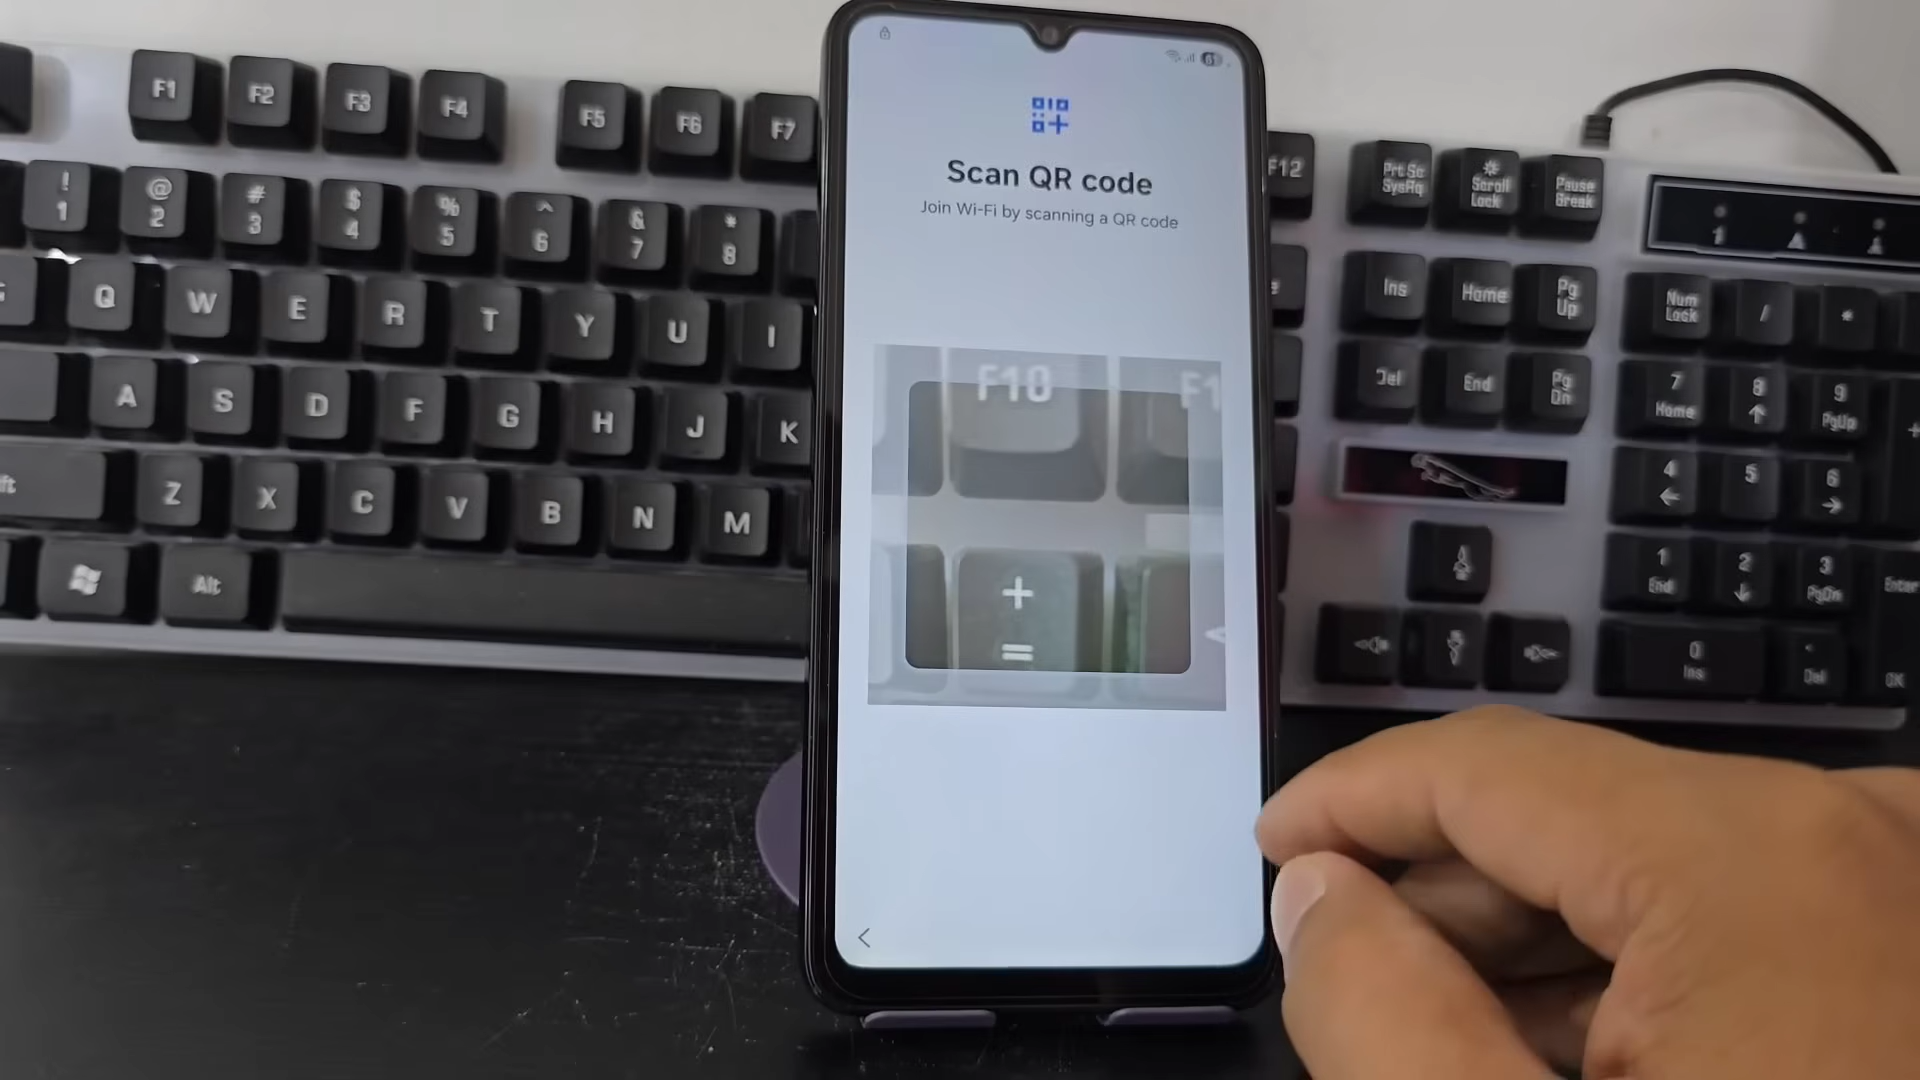 F1 F2 F3 F4 F5 F6 F7
F12 Prt Sc SysRq Scroll Lock Pause Break
! 1 @ 2 # 3 $ 4 % 5 ^ 6 & 7 * 8
Q W E R T Y U I
Ins Home Pg Up Num Lock / *
A S D F G H J K
Del End Pg Dn 7 Home 8 ↑ 9 PgUp +
Z X C V B N M
4 ← 5 6 →
Alt
1 End 2 ↓ 3 PgDn Enter
0 Ins . Del OK
61
Scan QR code
Join Wi-Fi by scanning a QR code
F10
+
=